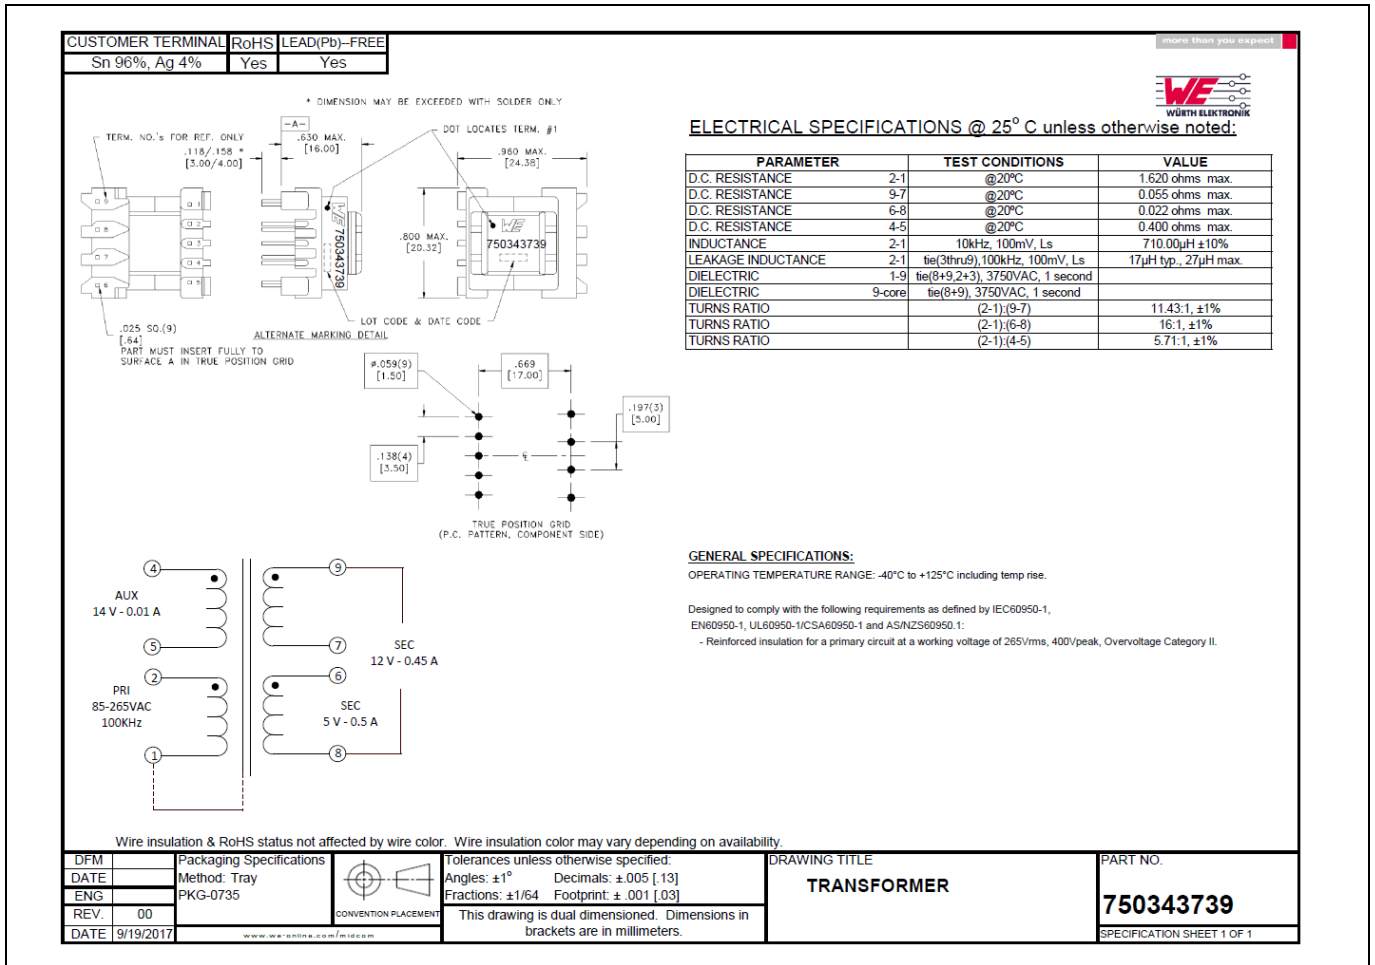 CUSTOMER TERMINAL RoHS LEAD(Pb)--FREE
Sn 96%, Ag 4% Yes Yes
more than you expect
WE
WÜRTH ELEKTRONIK
* DIMENSION MAY BE EXCEEDED WITH SOLDER ONLY
TERM. NO.'s FOR REF. ONLY
.118/.158 *
[3.00/4.00]
-A-
.630 MAX.
[16.00]
DOT LOCATES TERM. #1
.960 MAX.
[24.38]
9 1
8 2
3
7 4
6 5
WE 750343739
.800 MAX.
[20.32]
WE
750343739
LOT CODE & DATE CODE
.025 SQ.(9)
[.64]
ALTERNATE MARKING DETAIL
PART MUST INSERT FULLY TO
SURFACE A IN TRUE POSITION GRID
ø.059(9)
[1.50]
.669
[17.00]
.197(3)
[5.00]
.138(4)
[3.50]
℄
TRUE POSITION GRID
(P.C. PATTERN, COMPONENT SIDE)
ELECTRICAL SPECIFICATIONS @ 25° C unless otherwise noted:
PARAMETER TEST CONDITIONS VALUE
D.C. RESISTANCE 2-1 @20ºC 1.620 ohms max.
D.C. RESISTANCE 9-7 @20ºC 0.055 ohms max.
D.C. RESISTANCE 6-8 @20ºC 0.022 ohms max.
D.C. RESISTANCE 4-5 @20ºC 0.400 ohms max.
INDUCTANCE 2-1 10kHz, 100mV, Ls 710.00µH ±10%
LEAKAGE INDUCTANCE 2-1 tie(3thru9),100kHz, 100mV, Ls 17µH typ., 27µH max.
DIELECTRIC 1-9 tie(8+9,2+3), 3750VAC, 1 second
DIELECTRIC 9-core tie(8+9), 3750VAC, 1 second
TURNS RATIO (2-1):(9-7) 11.43:1, ±1%
TURNS RATIO (2-1):(6-8) 16:1, ±1%
TURNS RATIO (2-1):(4-5) 5.71:1, ±1%
GENERAL SPECIFICATIONS:
OPERATING TEMPERATURE RANGE: -40°C to +125°C including temp rise.
Designed to comply with the following requirements as defined by IEC60950-1,
EN60950-1, UL60950-1/CSA60950-1 and AS/NZS60950.1:
- Reinforced insulation for a primary circuit at a working voltage of 265Vrms, 400Vpeak, Overvoltage Category II.
4 9
AUX
14 V - 0.01 A
5 7
SEC
12 V - 0.45 A
2 6
PRI
85-265VAC
100KHz
SEC
5 V - 0.5 A
1 8
Wire insulation & RoHS status not affected by wire color. Wire insulation color may vary depending on availability.
DFM
DATE
ENG
REV. 00
DATE 9/19/2017
Packaging Specifications
Method: Tray
PKG-0735
www.we-online.com/midcom
CONVENTION PLACEMENT
Tolerances unless otherwise specified:
Angles: ±1° Decimals: ±.005 [.13]
Fractions: ±1/64 Footprint: ± .001 [.03]
This drawing is dual dimensioned. Dimensions in
brackets are in millimeters.
DRAWING TITLE
TRANSFORMER
PART NO.
750343739
SPECIFICATION SHEET 1 OF 1